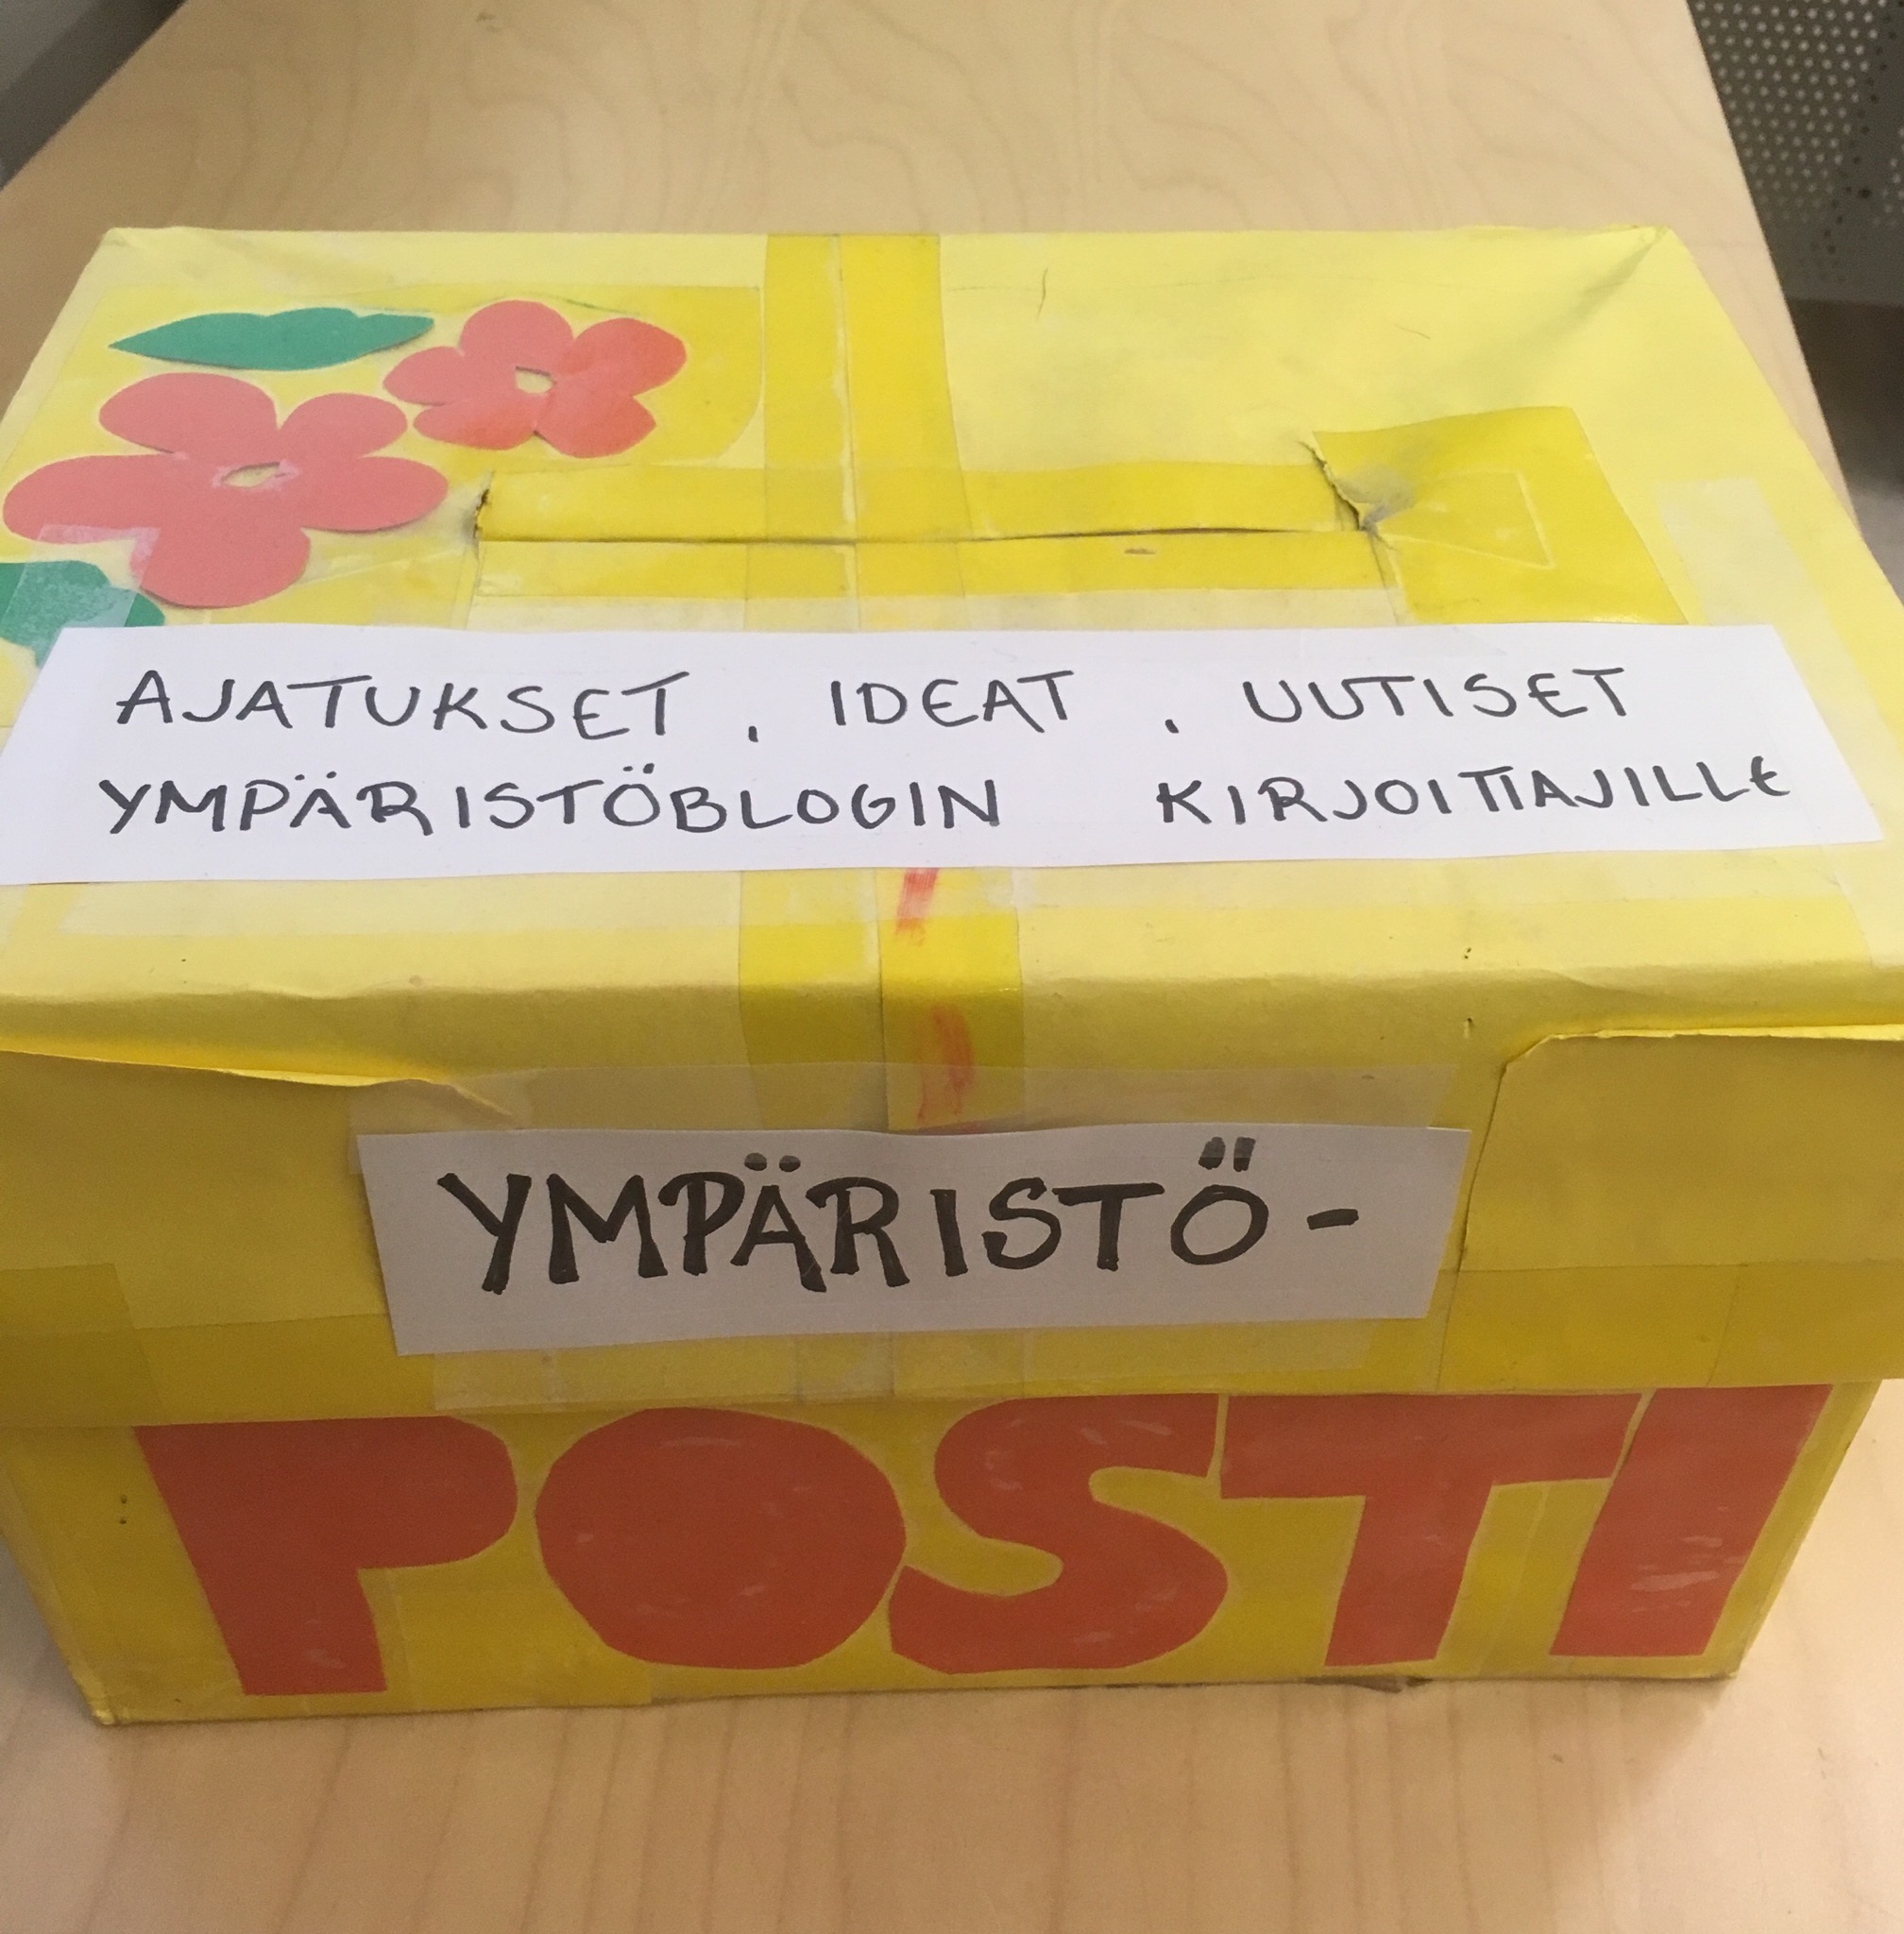 AJATUKSET, IDEAT, UUTISET
YMPÄRISTÖBLOGIN KIRJOITTAJILLE
YMPÄRISTÖ-
POSTI